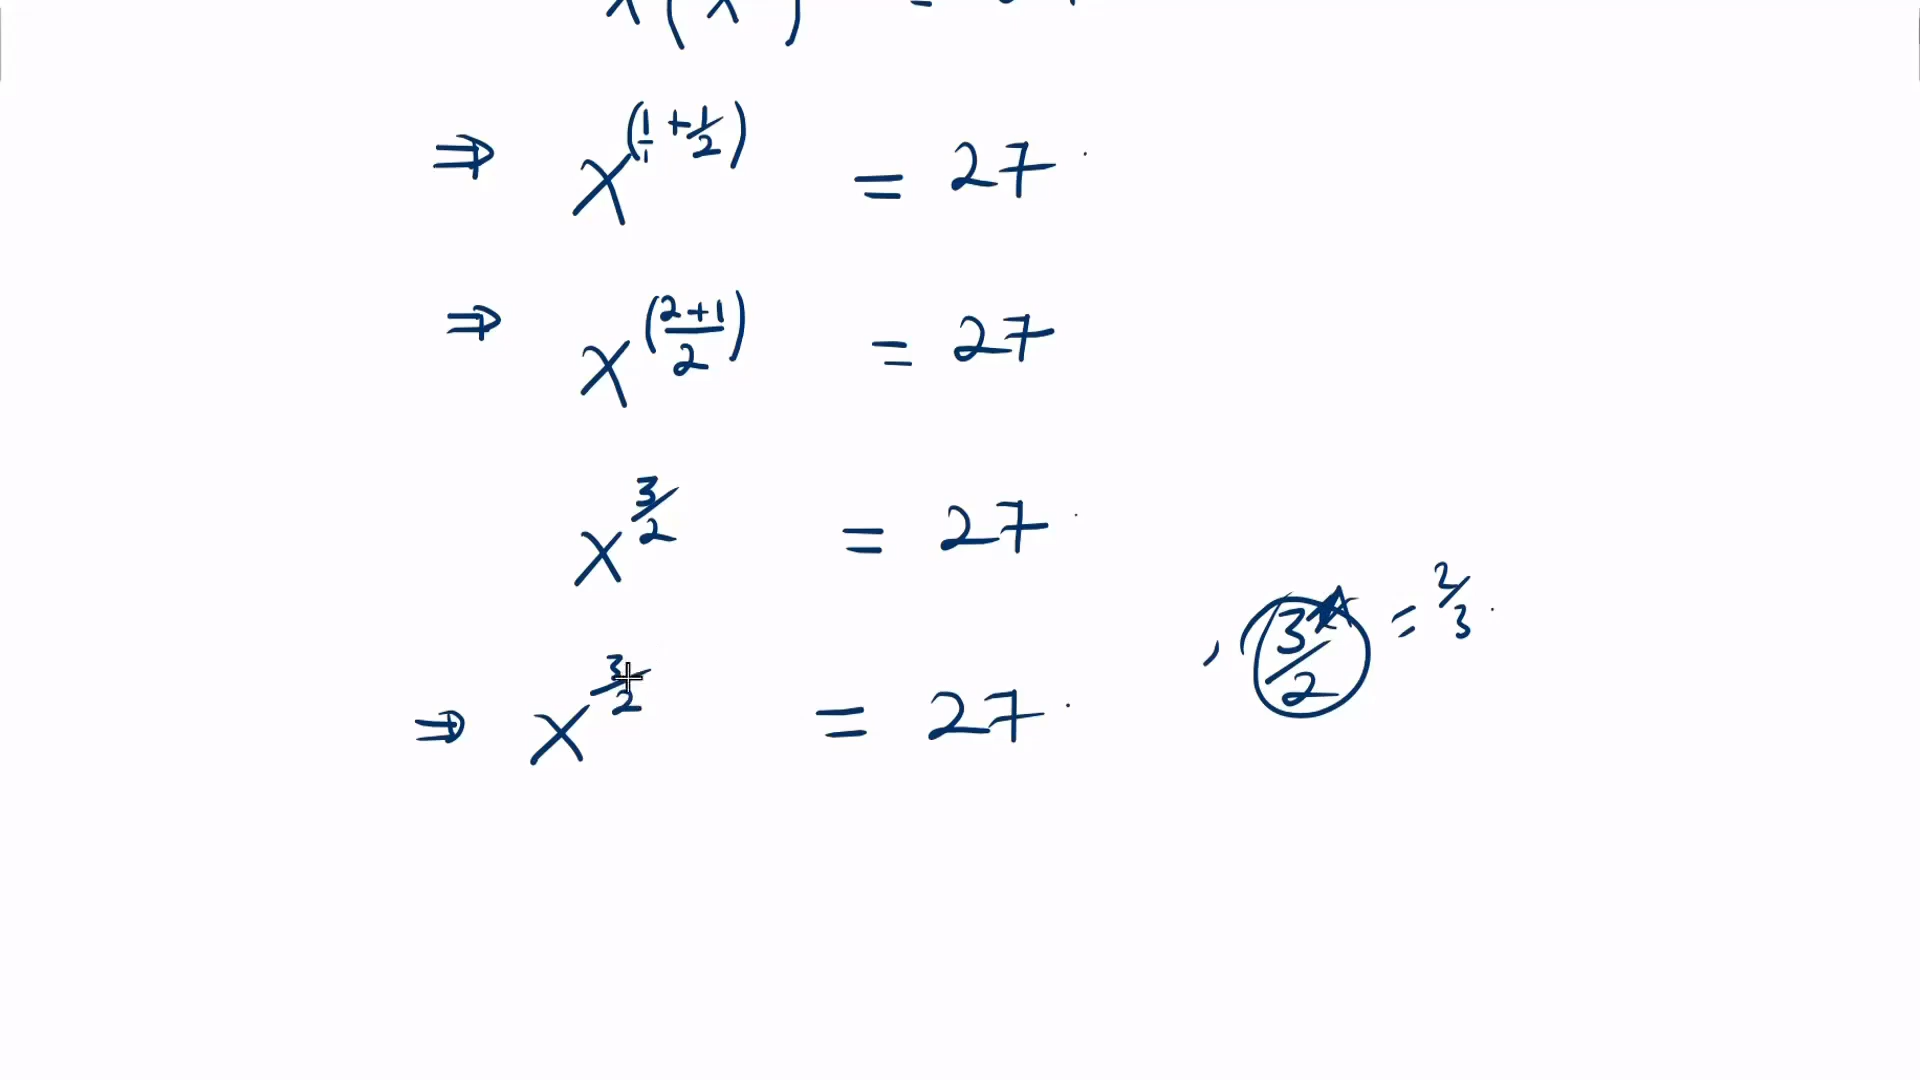 ⇒ x^(1/1 + 1/2) = 27
⇒ x^((2+1)/2) = 27
x^(3/2) = 27
, 3/2 = 2/3
⇒ x^(3/2) = 27